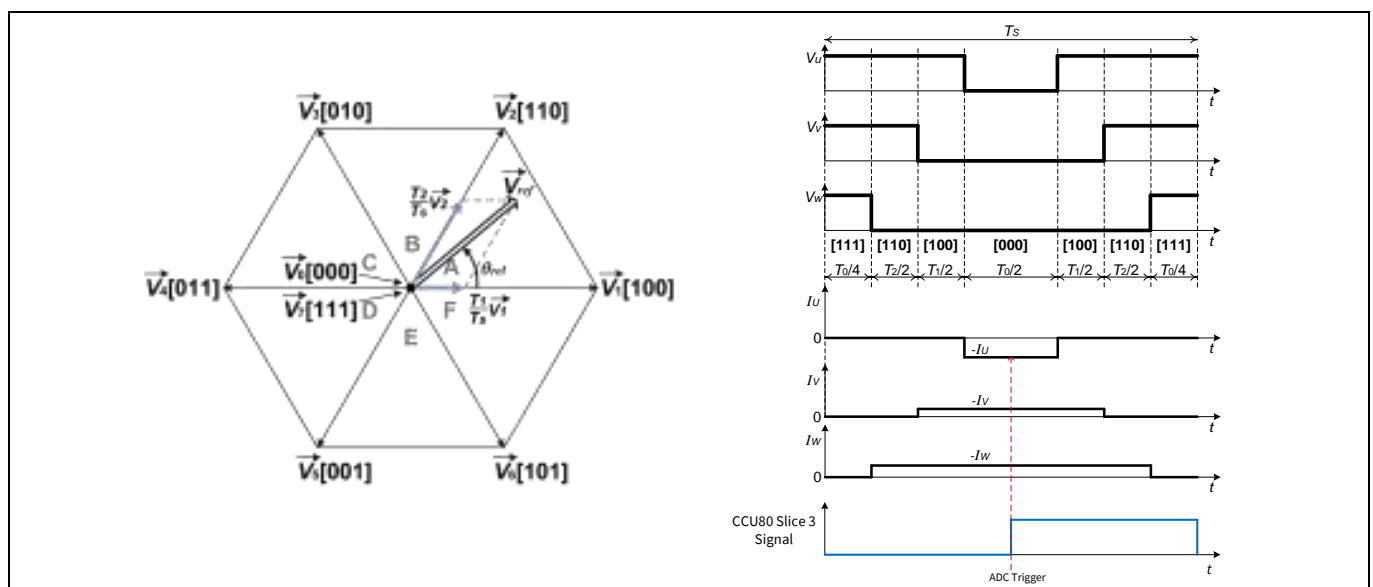 V3[010]
V2[110]
Vref
T2/TS V2
B
C
A
θref
V0[000]
V4[011]
V7[111]
V1[100]
D
F
T1/TS V1
E
V5[001]
V6[101]
TS
VU
t
VV
t
VW
t
[111] [110] [100] [000] [100] [110] [111]
T0/4 T2/2 T1/2 T0/2 T1/2 T2/2 T0/4
IU
0
-IU
t
IV
-IV
0
t
IW
-IW
0
t
CCU80 Slice 3
Signal
t
ADC Trigger